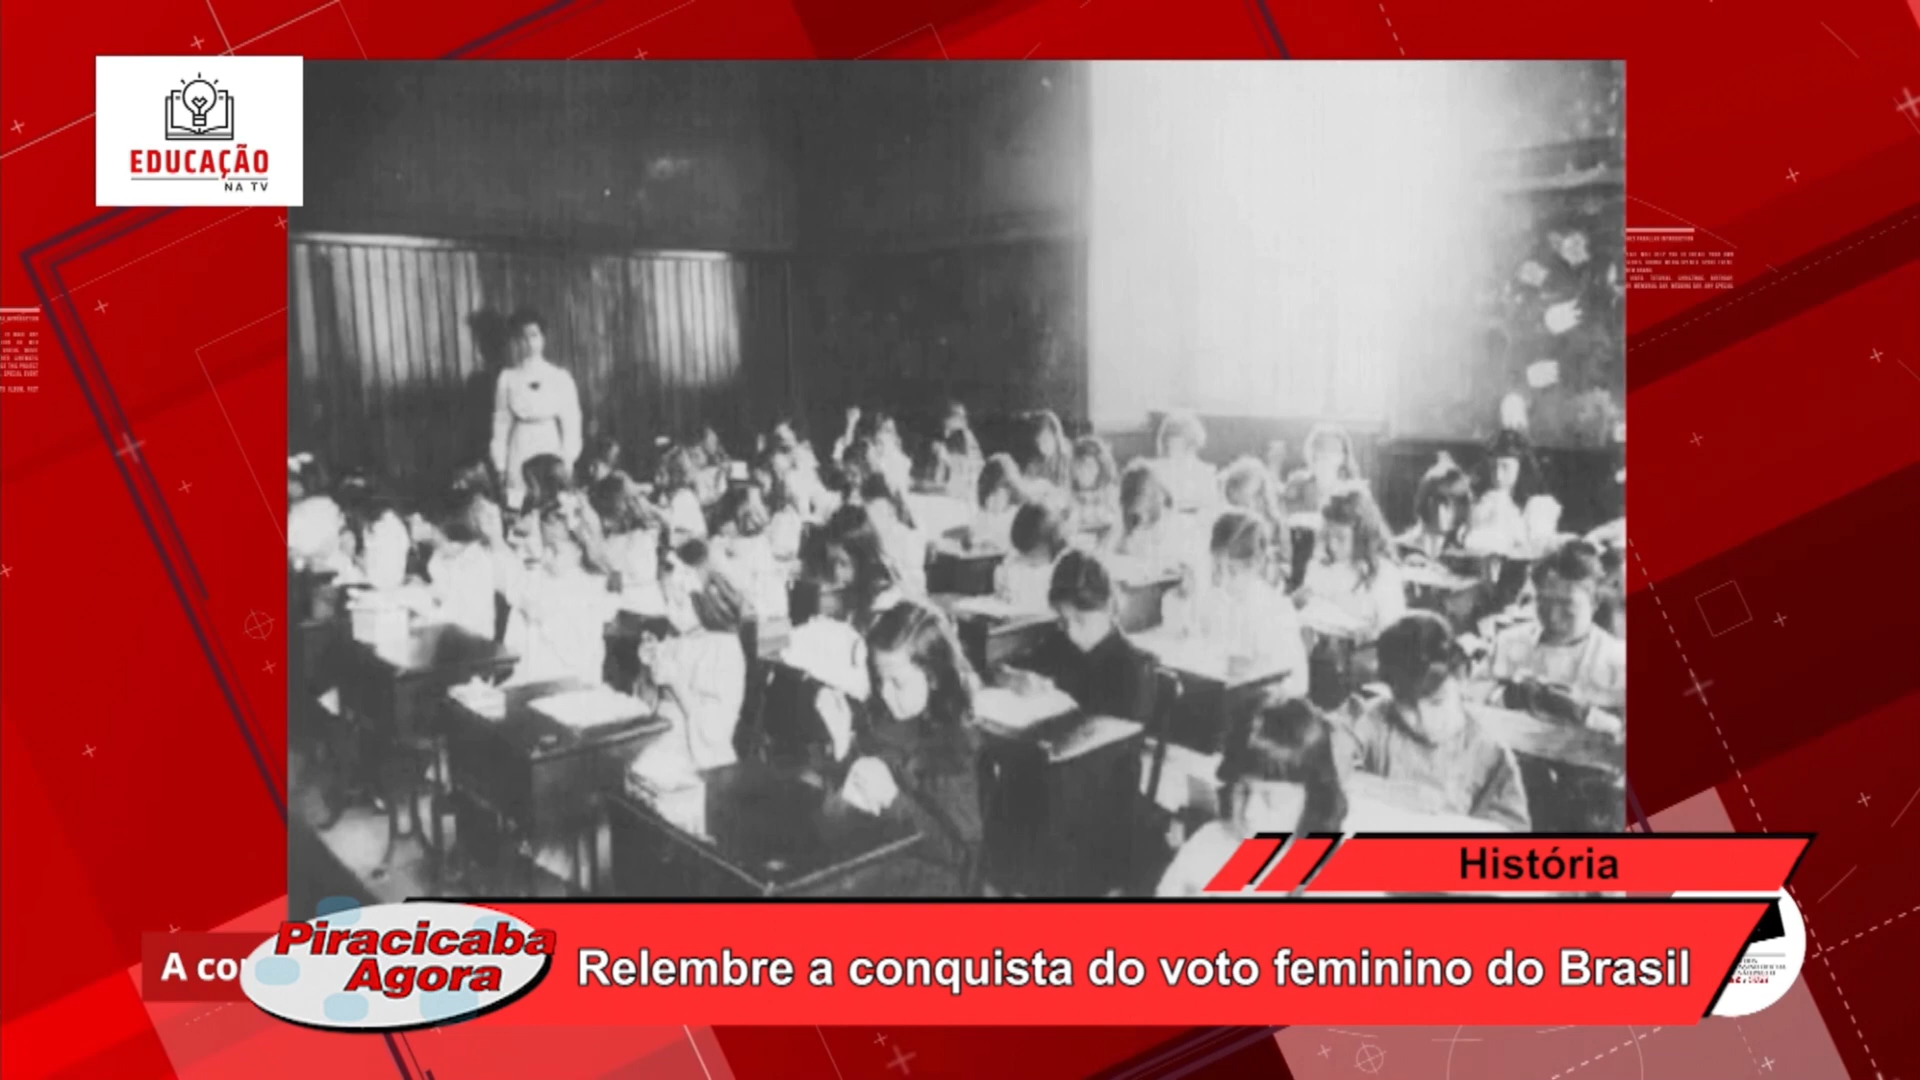 EDUCAÇÃO
NA TV
História
Piracicaba
Agora
Relembre a conquista do voto feminino do Brasil
A co